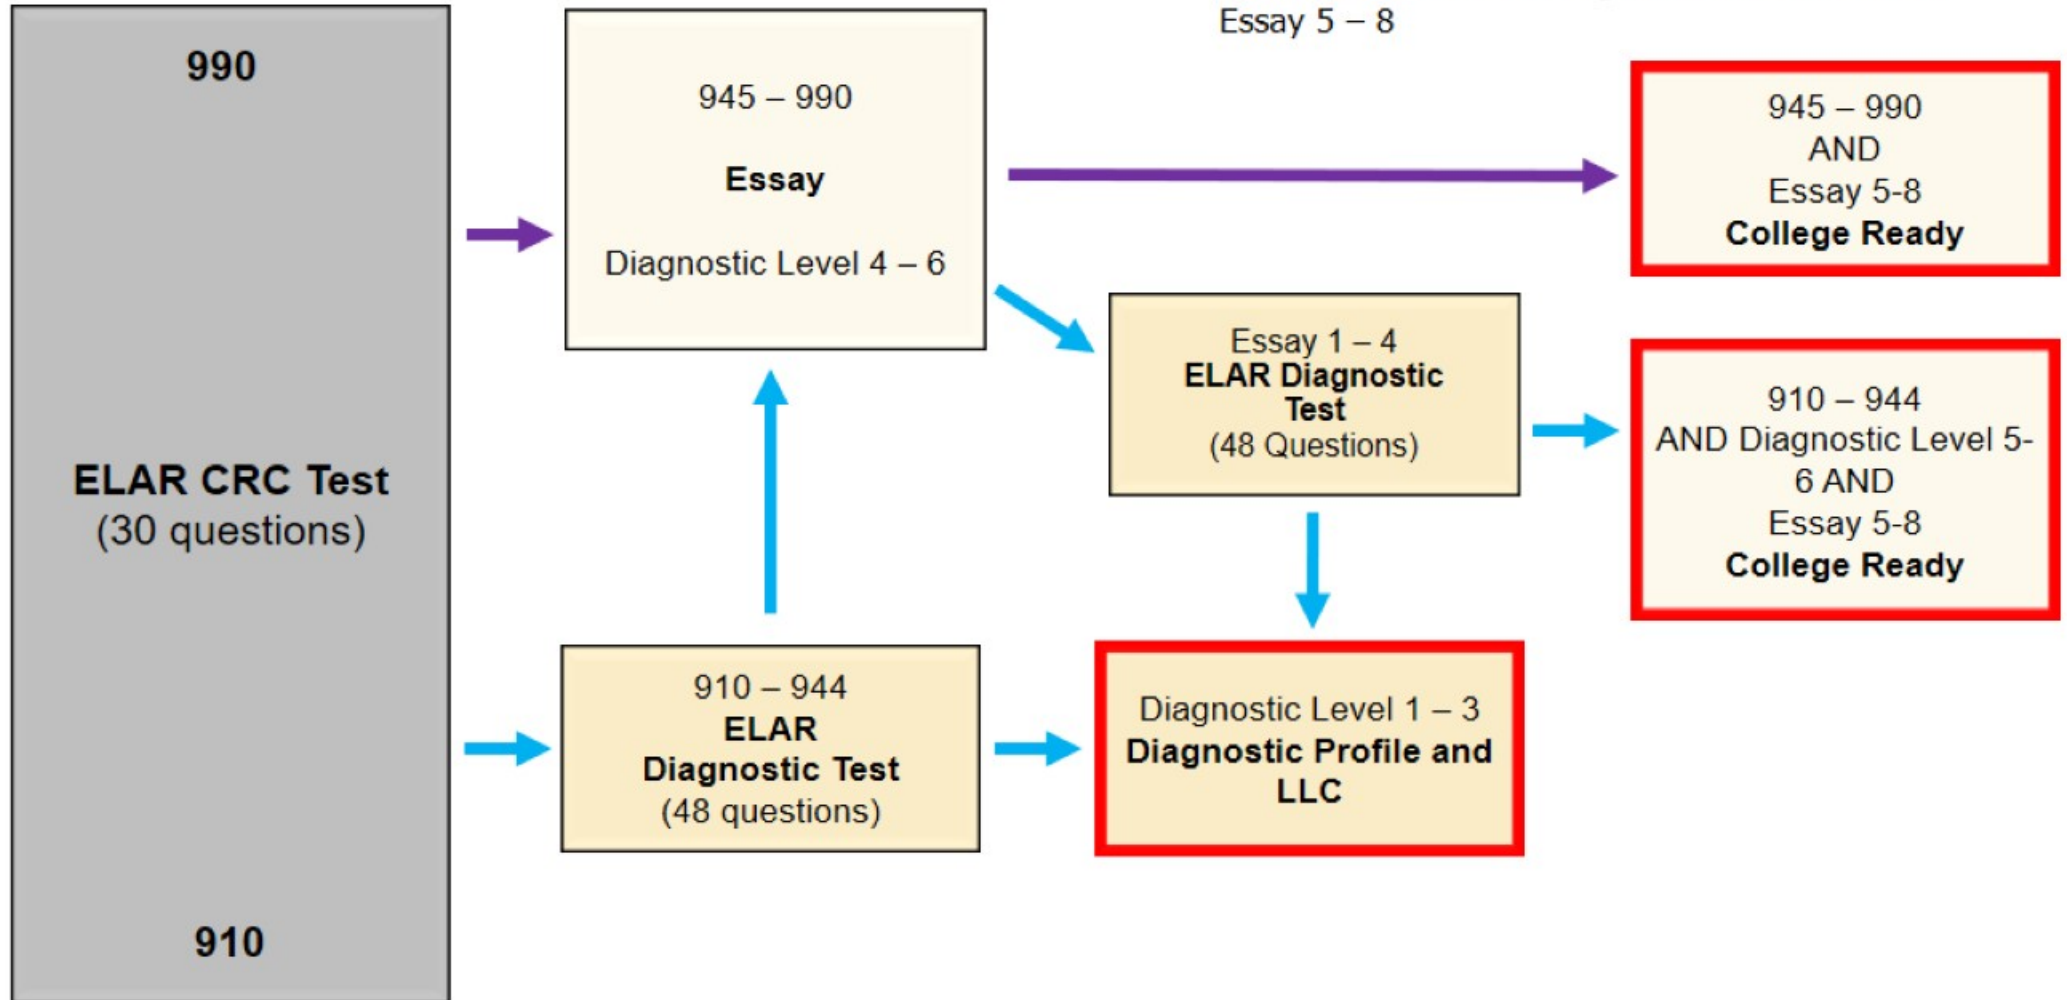 990
ELAR CRC Test
(30 questions)
910
945 – 990
Essay
Diagnostic Level 4 – 6
910 – 944
ELAR
Diagnostic Test
(48 questions)
Essay 5 – 8
Essay 1 – 4
ELAR Diagnostic
Test
(48 Questions)
Diagnostic Level 1 – 3
Diagnostic Profile and
LLC
945 – 990
AND
Essay 5-8
College Ready
910 – 944
AND Diagnostic Level 5-
6 AND
Essay 5-8
College Ready